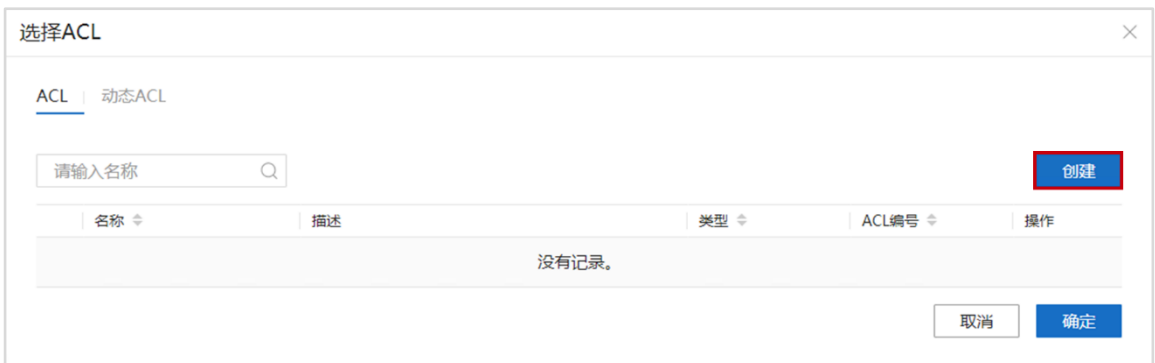 选择ACL
ACL 动态ACL
请输入名称
创建
名称 描述 类型 ACL编号 操作
没有记录。
取消 确定